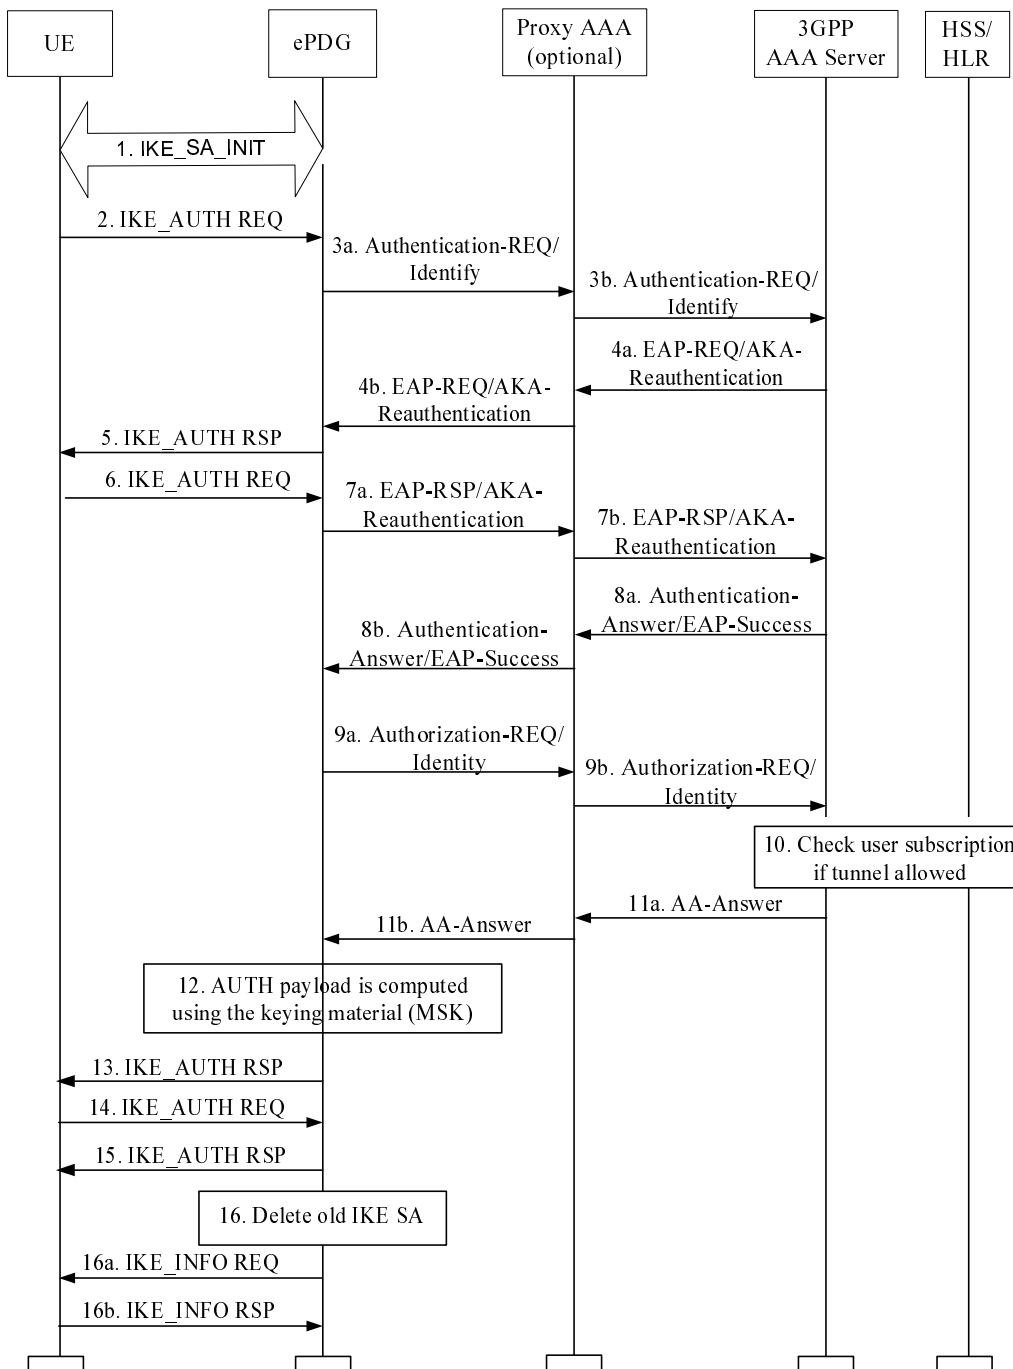 UE
ePDG
Proxy AAA
(optional)
3GPP
AAA Server
HSS/
HLR
1. IKE_SA_INIT
2. IKE_AUTH REQ
3a. Authentication-REQ/
Identify
3b. Authentication-REQ/
Identify
4a. EAP-REQ/AKA-
Reauthentication
4b. EAP-REQ/AKA-
Reauthentication
5. IKE_AUTH RSP
6. IKE_AUTH REQ
7a. EAP-RSP/AKA-
Reauthentication
7b. EAP-RSP/AKA-
Reauthentication
8a. Authentication-
Answer/EAP-Success
8b. Authentication-
Answer/EAP-Success
9a. Authorization-REQ/
Identity
9b. Authorization-REQ/
Identity
10. Check user subscription
if tunnel allowed
11a. AA-Answer
11b. AA-Answer
12. AUTH payload is computed
using the keying material (MSK)
13. IKE_AUTH RSP
14. IKE_AUTH REQ
15. IKE_AUTH RSP
16. Delete old IKE SA
16a. IKE_INFO REQ
16b. IKE_INFO RSP